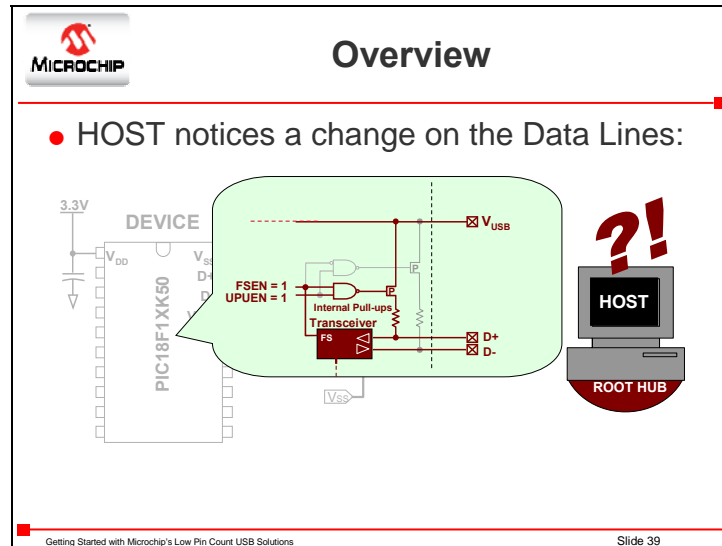 MICROCHIP
Overview
HOST notices a change on the Data Lines:
3.3V
DEVICE
VDD
VSS
D+
PIC18F1XK50
VUSB
FSEN = 1
UPUEN = 1
P
P
Internal Pull-ups
Transceiver
FS
D+
D-
VSS
?!
HOST
ROOT HUB
Getting Started with Microchip's Low Pin Count USB Solutions
Slide 39